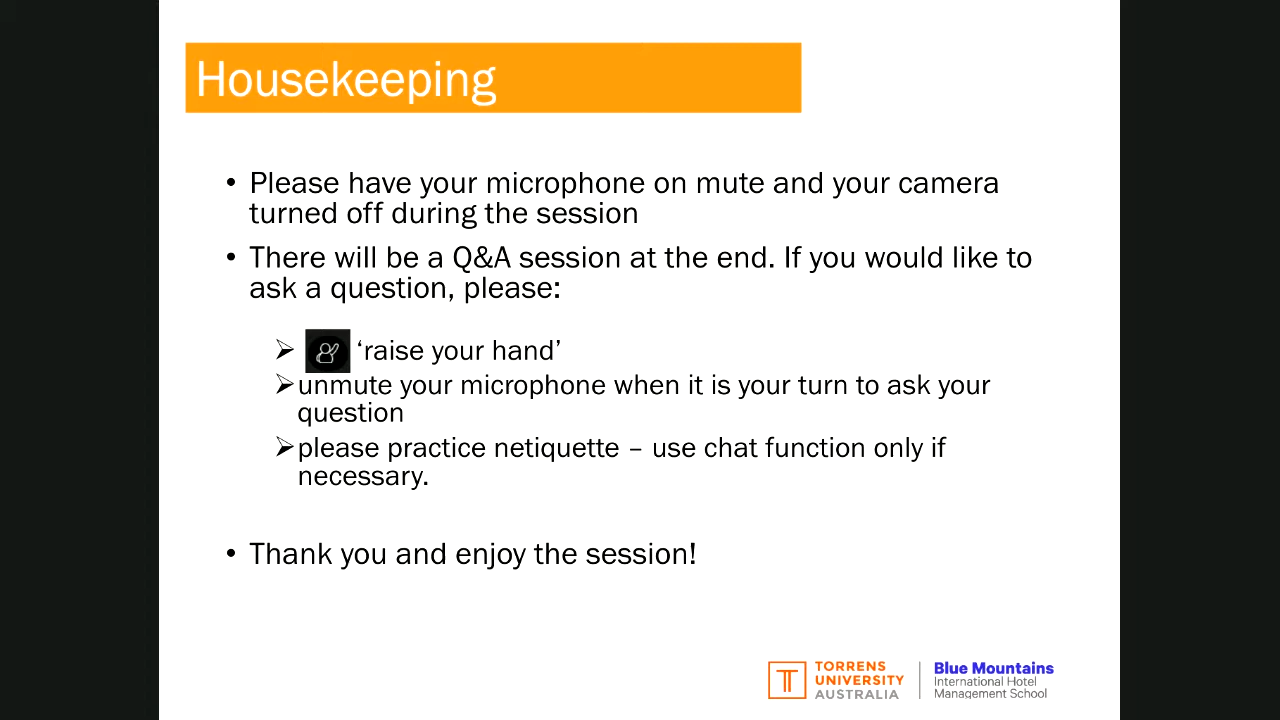 Housekeeping
• Please have your microphone on mute and your camera
turned off during the session
• There will be a Q&A session at the end. If you would like to
ask a question, please:
➢ ‘raise your hand’
➢unmute your microphone when it is your turn to ask your
question
➢please practice netiquette – use chat function only if
necessary.
• Thank you and enjoy the session!
TORRENS
UNIVERSITY
AUSTRALIA
Blue Mountains
International Hotel
Management School